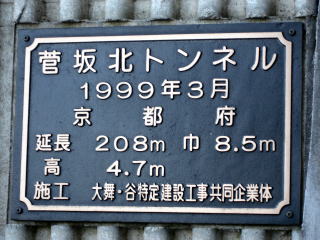 菅坂北トンネル
1999年3月
京都府
延長 208m 巾 8.5m
高 4.7m
施工 大舞・谷特定建設工事共同企業体